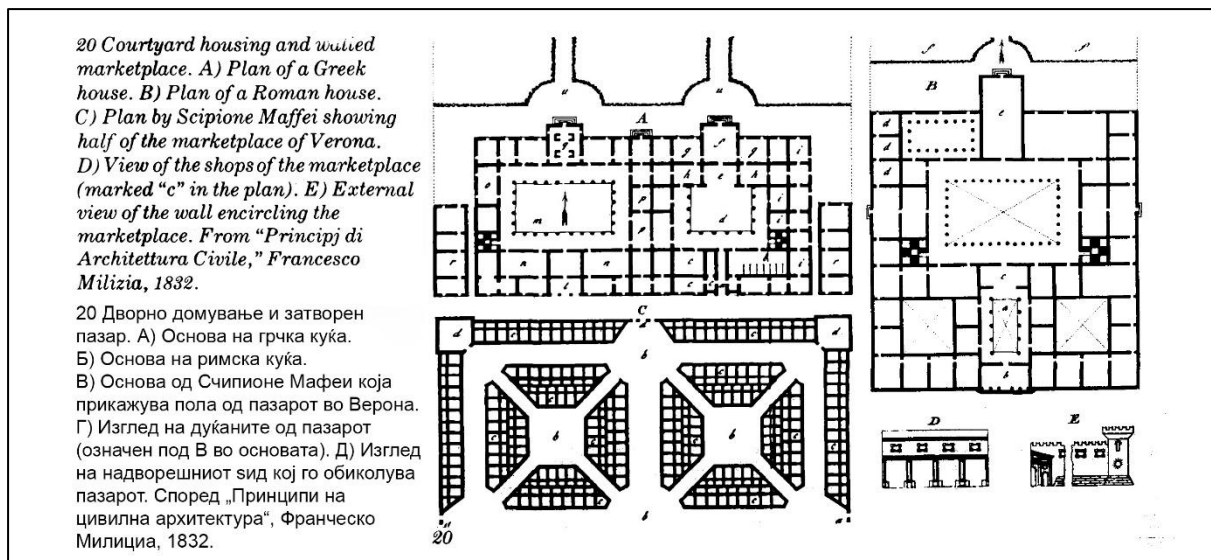 20 Courtyard housing and walled
marketplace. A) Plan of a Greek
house. B) Plan of a Roman house.
C) Plan by Scipione Maffei showing
half of the marketplace of Verona.
D) View of the shops of the marketplace
(marked "c" in the plan). E) External
view of the wall encircling the
marketplace. From "Principj di
Architettura Civile," Francesco
Milizia, 1832.
20 Дворно домување и затворен
пазар. А) Основа на грчка куќа.
Б) Основа на римска куќа.
В) Основа од Счипионе Мафеи која
прикажува пола од пазарот во Верона.
Г) Изглед на дуќаните од пазарот
(означен под В во основата). Д) Изглед
на надворешниот ѕид кој го обиколува
пазарот. Според „Принципи на
цивилна архитектура“, Франческо
Милициа, 1832.
A
B
C
D
E
20